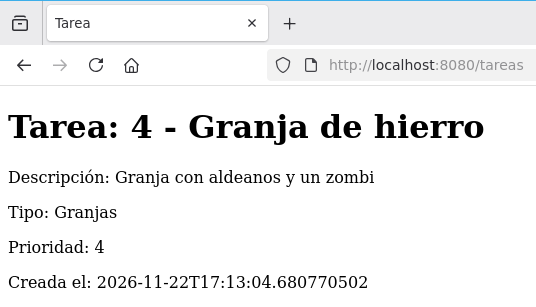 Tarea
http://localhost:8080/tareas
Tarea: 4 - Granja de hierro
Descripción: Granja con aldeanos y un zombi
Tipo: Granjas
Prioridad: 4
Creada el: 2026-11-22T17:13:04.680770502